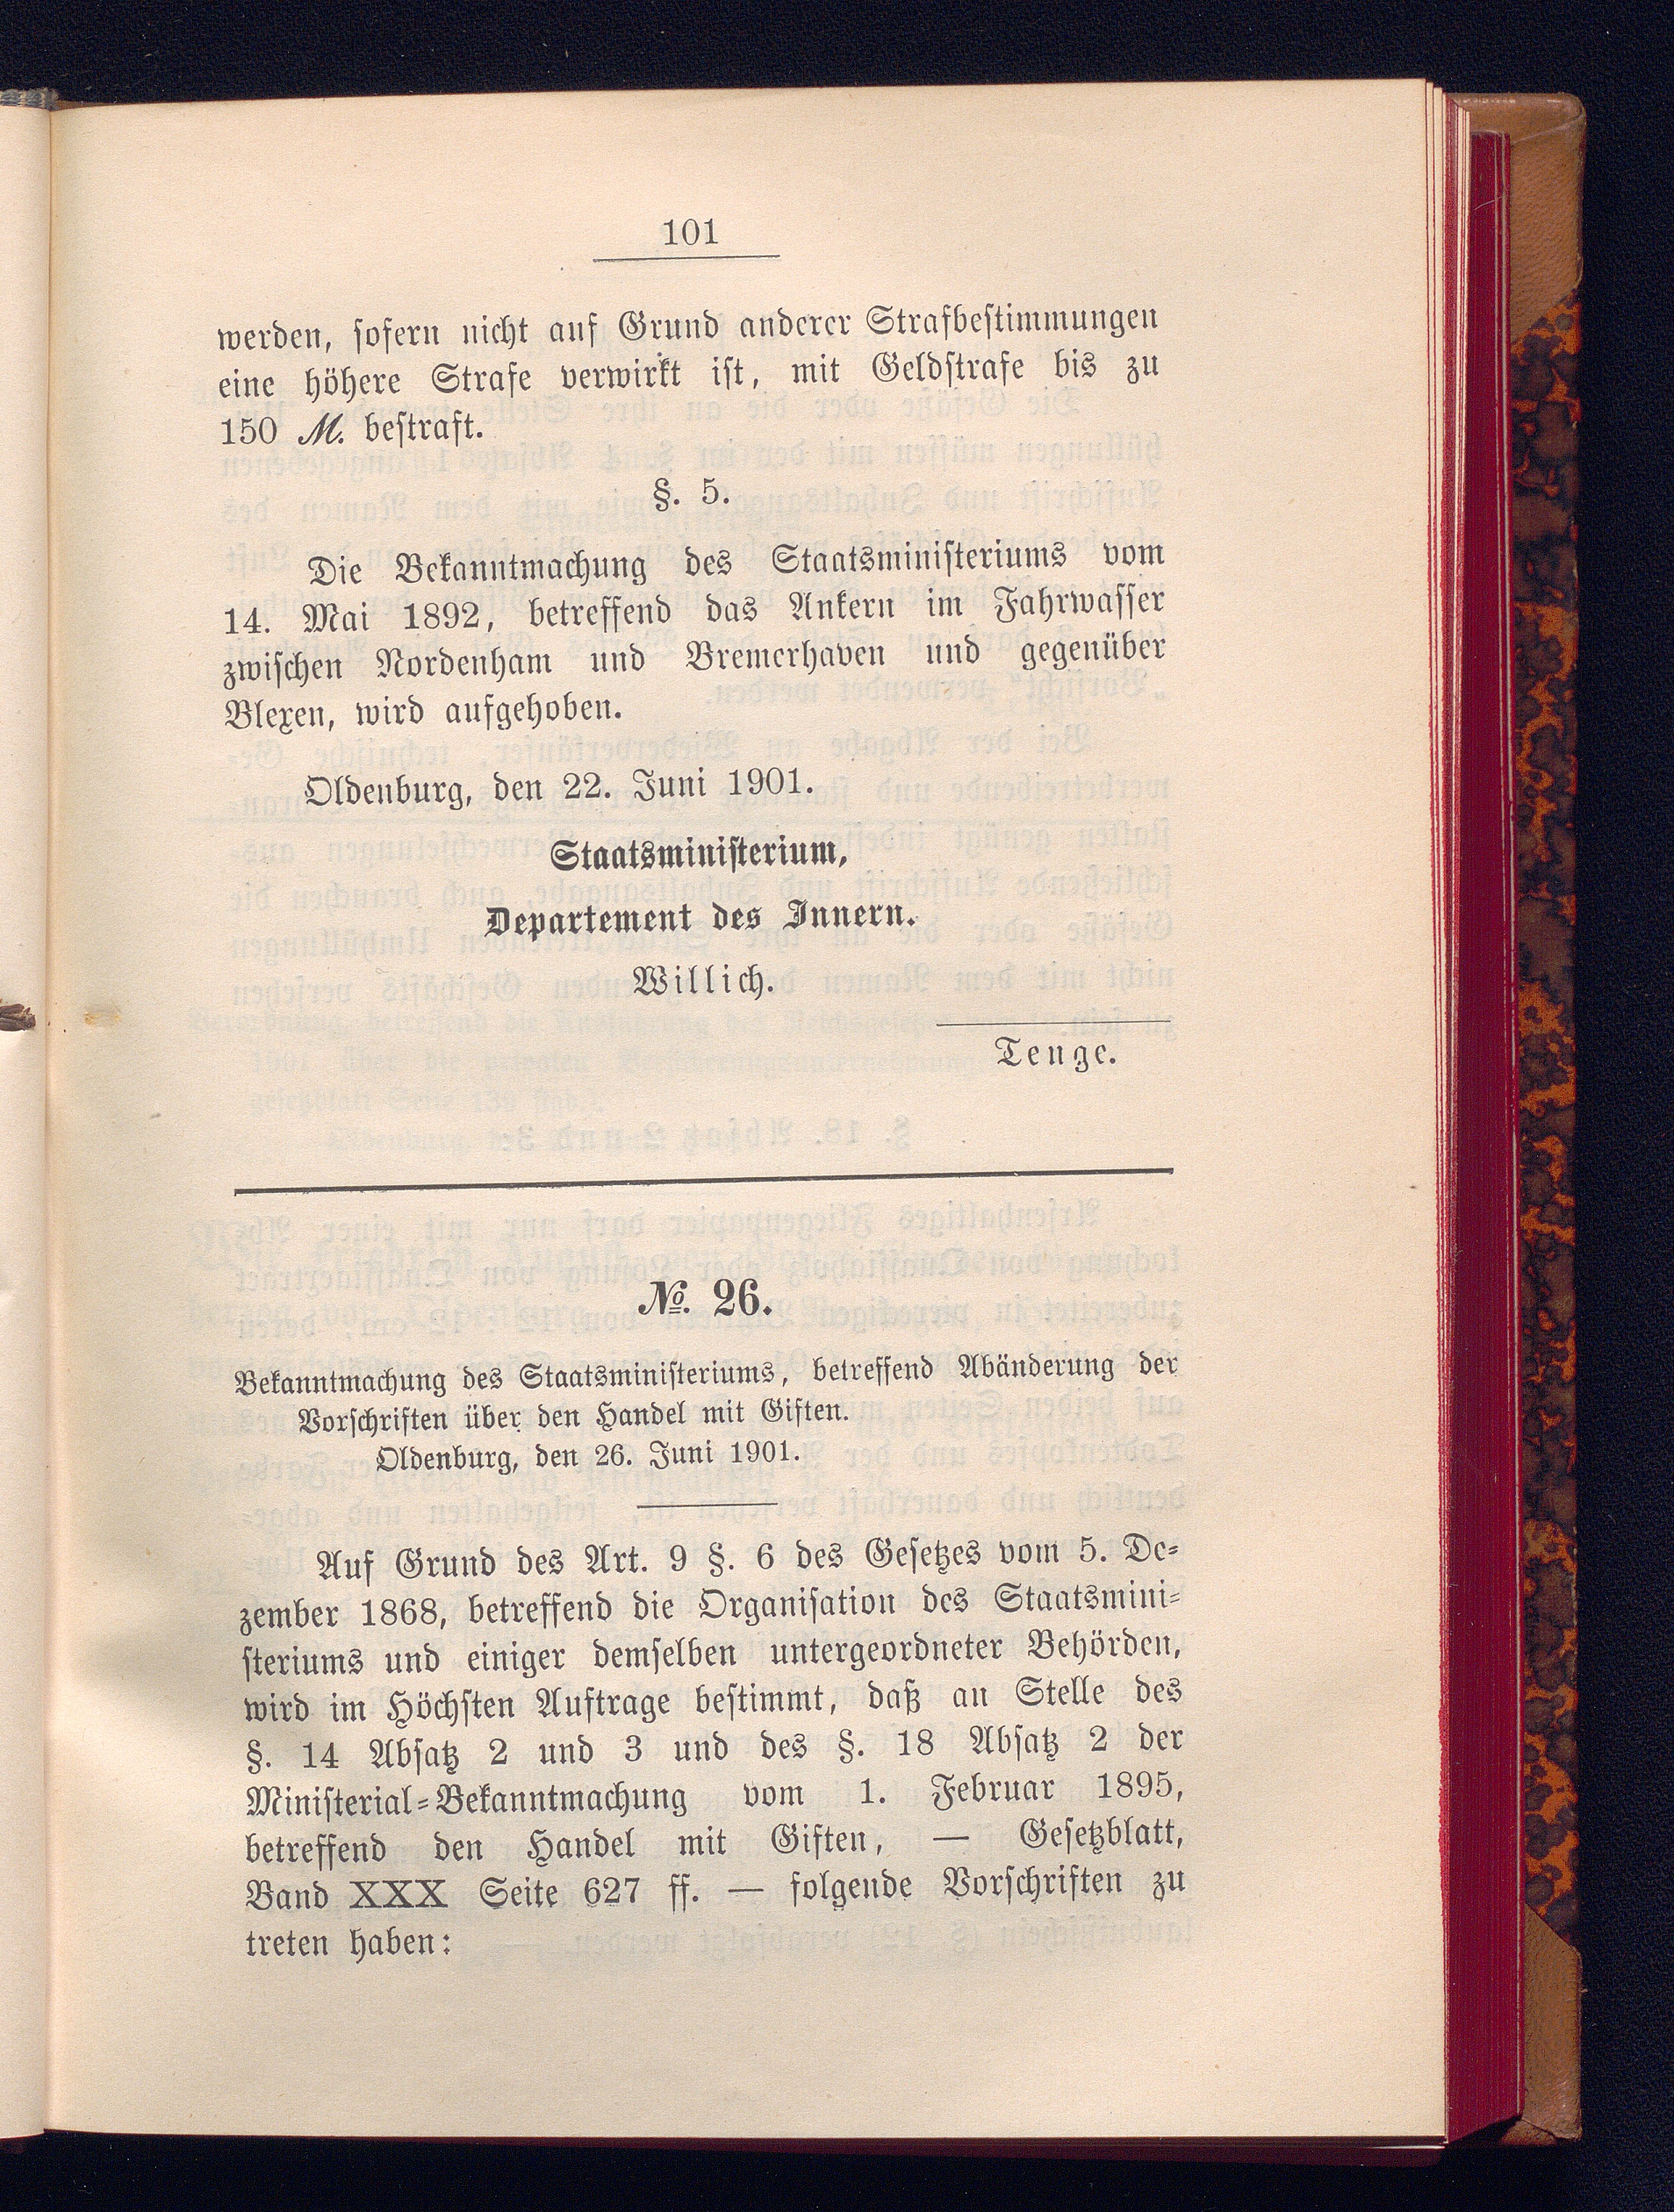 101
werden, sofern nicht auf Grund anderer Strafbestimmungen
eine höhere Strafe verwirkt ist, mit Geldstrafe bis zu
150 M. bestraft.
§. 5.
Die Bekanntmachung des Staatsministeriums vom
14. Mai 1892, betreffend das Ankern im Fahrwasser
zwischen Nordenham und Bremerhaven und gegenüber
Blexen, wird aufgehoben.
Oldenburg, den 22. Juni 1901.
Staatsministerium,
Departement des Innern.
Willich.
Tenge.
№. 26.
Bekanntmachung des Staatsministeriums, betreffend Abänderung der
Vorschriften über den Handel mit Giften.
Oldenburg, den 26. Juni 1901.
Auf Grund des Art. 9 §. 6 des Gesetzes vom 5. De-
zember 1868, betreffend die Organisation des Staatsmini-
steriums und einiger demselben untergeordneter Behörden,
wird im Höchsten Auftrage bestimmt, daß an Stelle des
§. 14 Absatz 2 und 3 und des §. 18 Absatz 2 der
Ministerial-Bekanntmachung vom 1. Februar 1895,
betreffend den Handel mit Giften, — Gesetzblatt,
Band XXX Seite 627 ff. — folgende Vorschriften zu
treten haben: